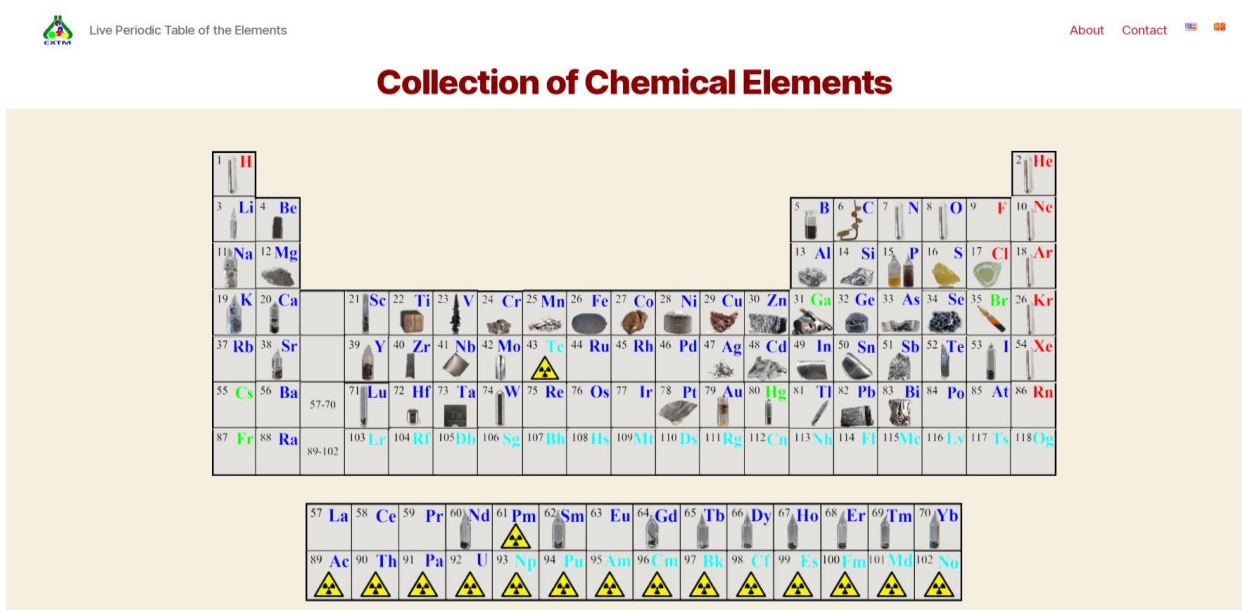 CXTM
Live Periodic Table of the Elements
About Contact
Collection of Chemical Elements
1 H 2 He
3 Li 4 Be 5 B 6 C 7 N 8 O 9 F 10 Ne
11 Na 12 Mg 13 Al 14 Si 15 P 16 S 17 Cl 18 Ar
19 K 20 Ca 21 Sc 22 Ti 23 V 24 Cr 25 Mn 26 Fe 27 Co 28 Ni 29 Cu 30 Zn 31 Ga 32 Ge 33 As 34 Se 35 Br 26 Kr
37 Rb 38 Sr 39 Y 40 Zr 41 Nb 42 Mo 43 Tc 44 Ru 45 Rh 46 Pd 47 Ag 48 Cd 49 In 50 Sn 51 Sb 52 Te 53 I 54 Xe
55 Cs 56 Ba 57-70 71 Lu 72 Hf 73 Ta 74 W 75 Re 76 Os 77 Ir 78 Pt 79 Au 80 Hg 81 Tl 82 Pb 83 Bi 84 Po 85 At 86 Rn
87 Fr 88 Ra 89-102 103 Lr 104 Rf 105 Db 106 Sg 107 Bh 108 Hs 109 Mt 110 Ds 111 Rg 112 Cn 113 Nh 114 Fl 115 Mc 116 Lv 117 Ts 118 Og
57 La 58 Ce 59 Pr 60 Nd 61 Pm 62 Sm 63 Eu 64 Gd 65 Tb 66 Dy 67 Ho 68 Er 69 Tm 70 Yb
89 Ac 90 Th 91 Pa 92 U 93 Np 94 Pu 95 Am 96 Cm 97 Bk 98 Cf 99 Es 100 Fm 101 Md 102 No